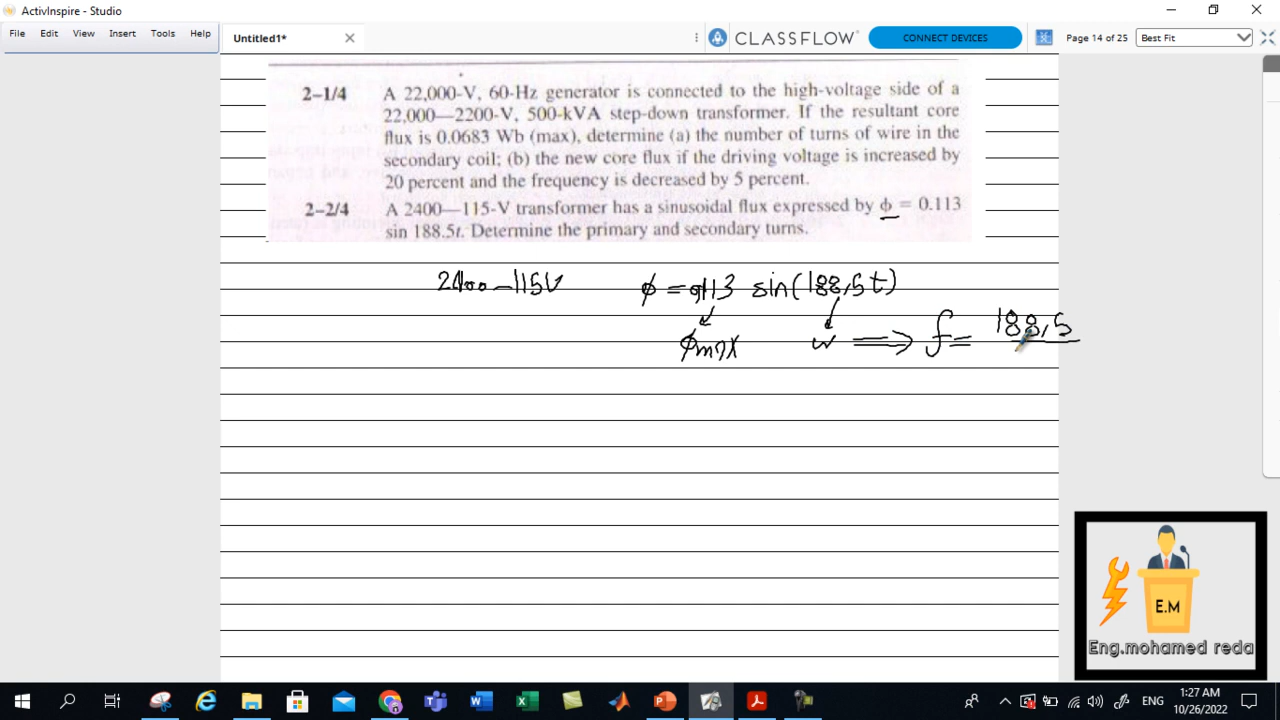 ActivInspire - Studio
File Edit View Insert Tools Help
Untitled1*
CLASSFLOW
CONNECT DEVICES
Page 14 of 25
Best Fit
2–1/4 A 22,000-V, 60-Hz generator is connected to the high-voltage side of a
22,000—2200-V, 500-kVA step-down transformer. If the resultant core
flux is 0.0683 Wb (max), determine (a) the number of turns of wire in the
secondary coil; (b) the new core flux if the driving voltage is increased by
20 percent and the frequency is decreased by 5 percent.
2–2/4 A 2400—115-V transformer has a sinusoidal flux expressed by ϕ = 0.113
sin 188.5t. Determine the primary and secondary turns.
2400 – 115V ϕ = 0,113 sin(188,5 t)
ϕmax w ⟹ f = 188,5
E.M
Eng.mohamed reda
ENG
1:27 AM
10/26/2022